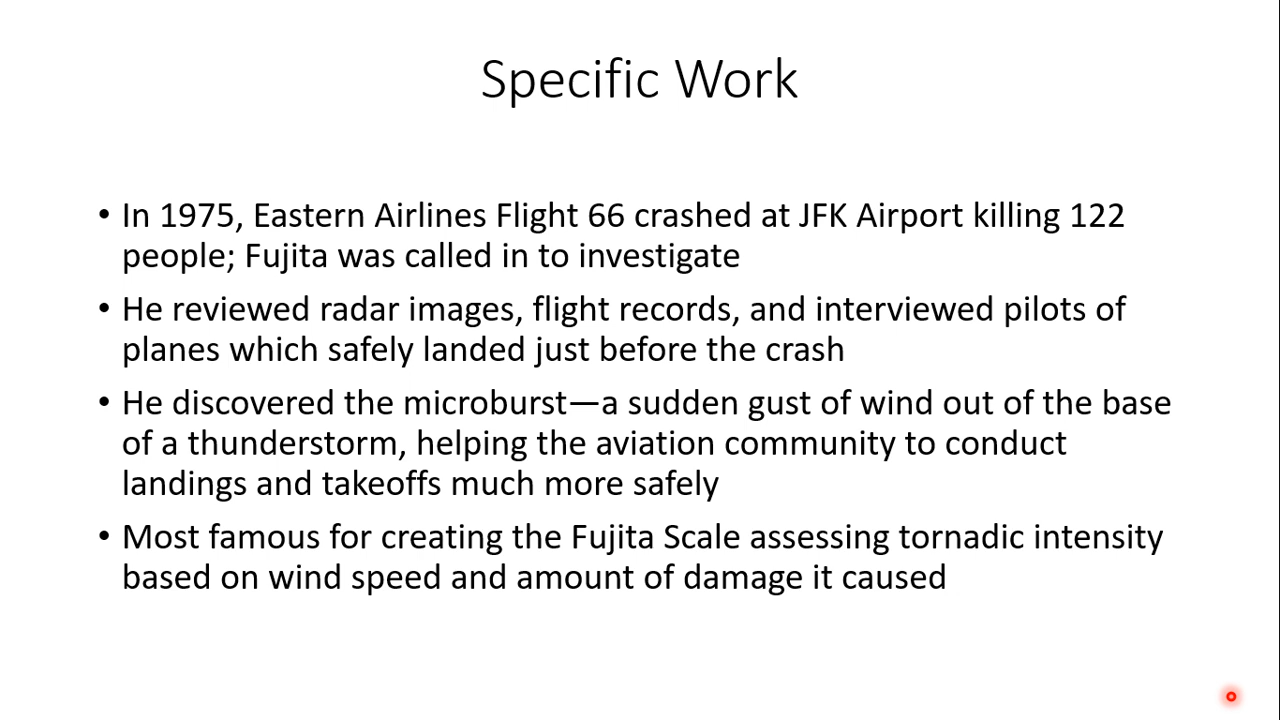 Specific Work
• In 1975, Eastern Airlines Flight 66 crashed at JFK Airport killing 122
people; Fujita was called in to investigate
• He reviewed radar images, flight records, and interviewed pilots of
planes which safely landed just before the crash
• He discovered the microburst—a sudden gust of wind out of the base
of a thunderstorm, helping the aviation community to conduct
landings and takeoffs much more safely
• Most famous for creating the Fujita Scale assessing tornadic intensity
based on wind speed and amount of damage it caused